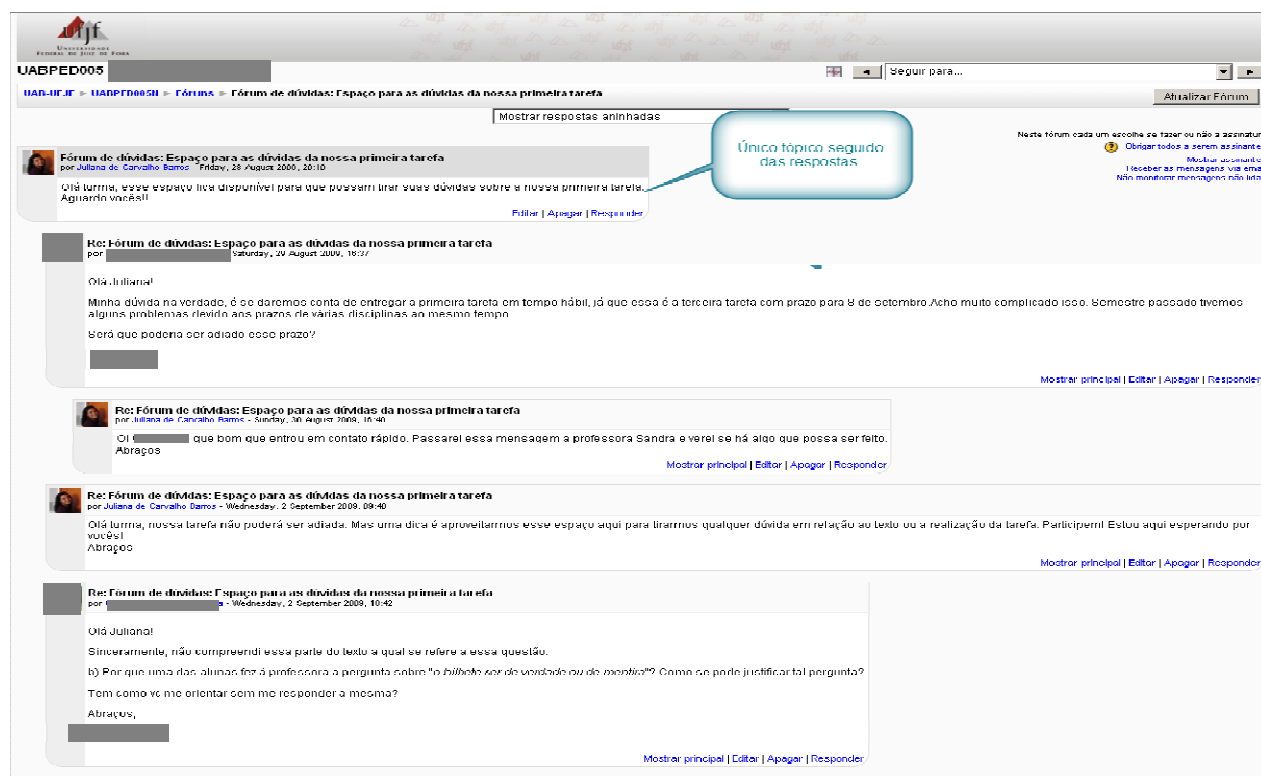 ufjf
UNIVERSIDADE
FEDERAL DE JUIZ DE FORA
UABPED005
Seguir para...
UAB-UFJF ► UABPED005N ► Fóruns ► Fórum de dúvidas: Espaço para as dúvidas da nossa primeira tarefa
Atualizar Fórum
Mostrar respostas aninhadas
Único tópico seguido
das respostas
Neste fórum cada um escolhe se fazer ou não a assinatur
Obrigar todos a serem assinante
Mostrar assinante
Receber as mensagens via ema
Não monitorar mensagens não lida
Fórum de dúvidas: Espaço para as dúvidas da nossa primeira tarefa
por Juliana de Carvalho Barros - Friday, 28 August 2009, 20:10
Olá turma, esse espaço fica disponível para que possam tirar suas dúvidas sobre a nossa primeira tarefa.
Aguardo vocês!!
Editar | Apagar | Responder
Re: Fórum de dúvidas: Espaço para as dúvidas da nossa primeira tarefa
por Saturday, 29 August 2009, 16:37
Olá Juliana!
Minha dúvida na verdade, é se daremos conta de entregar a primeira tarefa em tempo hábil, já que essa é a terceira tarefa com prazo para 8 de setembro.Acho muito complicado isso. Semestre passado tivemos
alguns problemas devido aos prazos de várias disciplinas ao mesmo tempo
Será que poderia ser adiado esse prazo?
Mostrar principal | Editar | Apagar | Responder
Re: Fórum de dúvidas: Espaço para as dúvidas da nossa primeira tarefa
por Juliana de Carvalho Barros - Sunday, 30 August 2009, 16:40
Oi que bom que entrou em contato rápido. Passarei essa mensagem a professora Sandra e verei se há algo que possa ser feito.
Abraços
Mostrar principal | Editar | Apagar | Responder
Re: Fórum de dúvidas: Espaço para as dúvidas da nossa primeira tarefa
por Juliana de Carvalho Barros - Wednesday, 2 September 2009, 09:40
Olá turma, nossa tarefa não poderá ser adiada. Mas uma dica é aproveitarmos esse espaço aqui para tirarmos qualquer dúvida em relação ao texto ou a realização da tarefa. Participem! Estou aqui esperando por
vocês!
Abraços
Mostrar principal | Editar | Apagar | Responder
Re: Fórum de dúvidas: Espaço para as dúvidas da nossa primeira tarefa
por - Wednesday, 2 September 2009, 10:42
Olá Juliana!
Sinceramente, não compreendi essa parte do texto a qual se refere a essa questão.
b) Por que uma das alunas fez á professora a pergunta sobre "o bilhete ser de verdade ou de mentira"? Como se pode justificar tal pergunta?
Tem como vc me orientar sem me responder a mesma?
Abraços,
Mostrar principal | Editar | Apagar | Responder